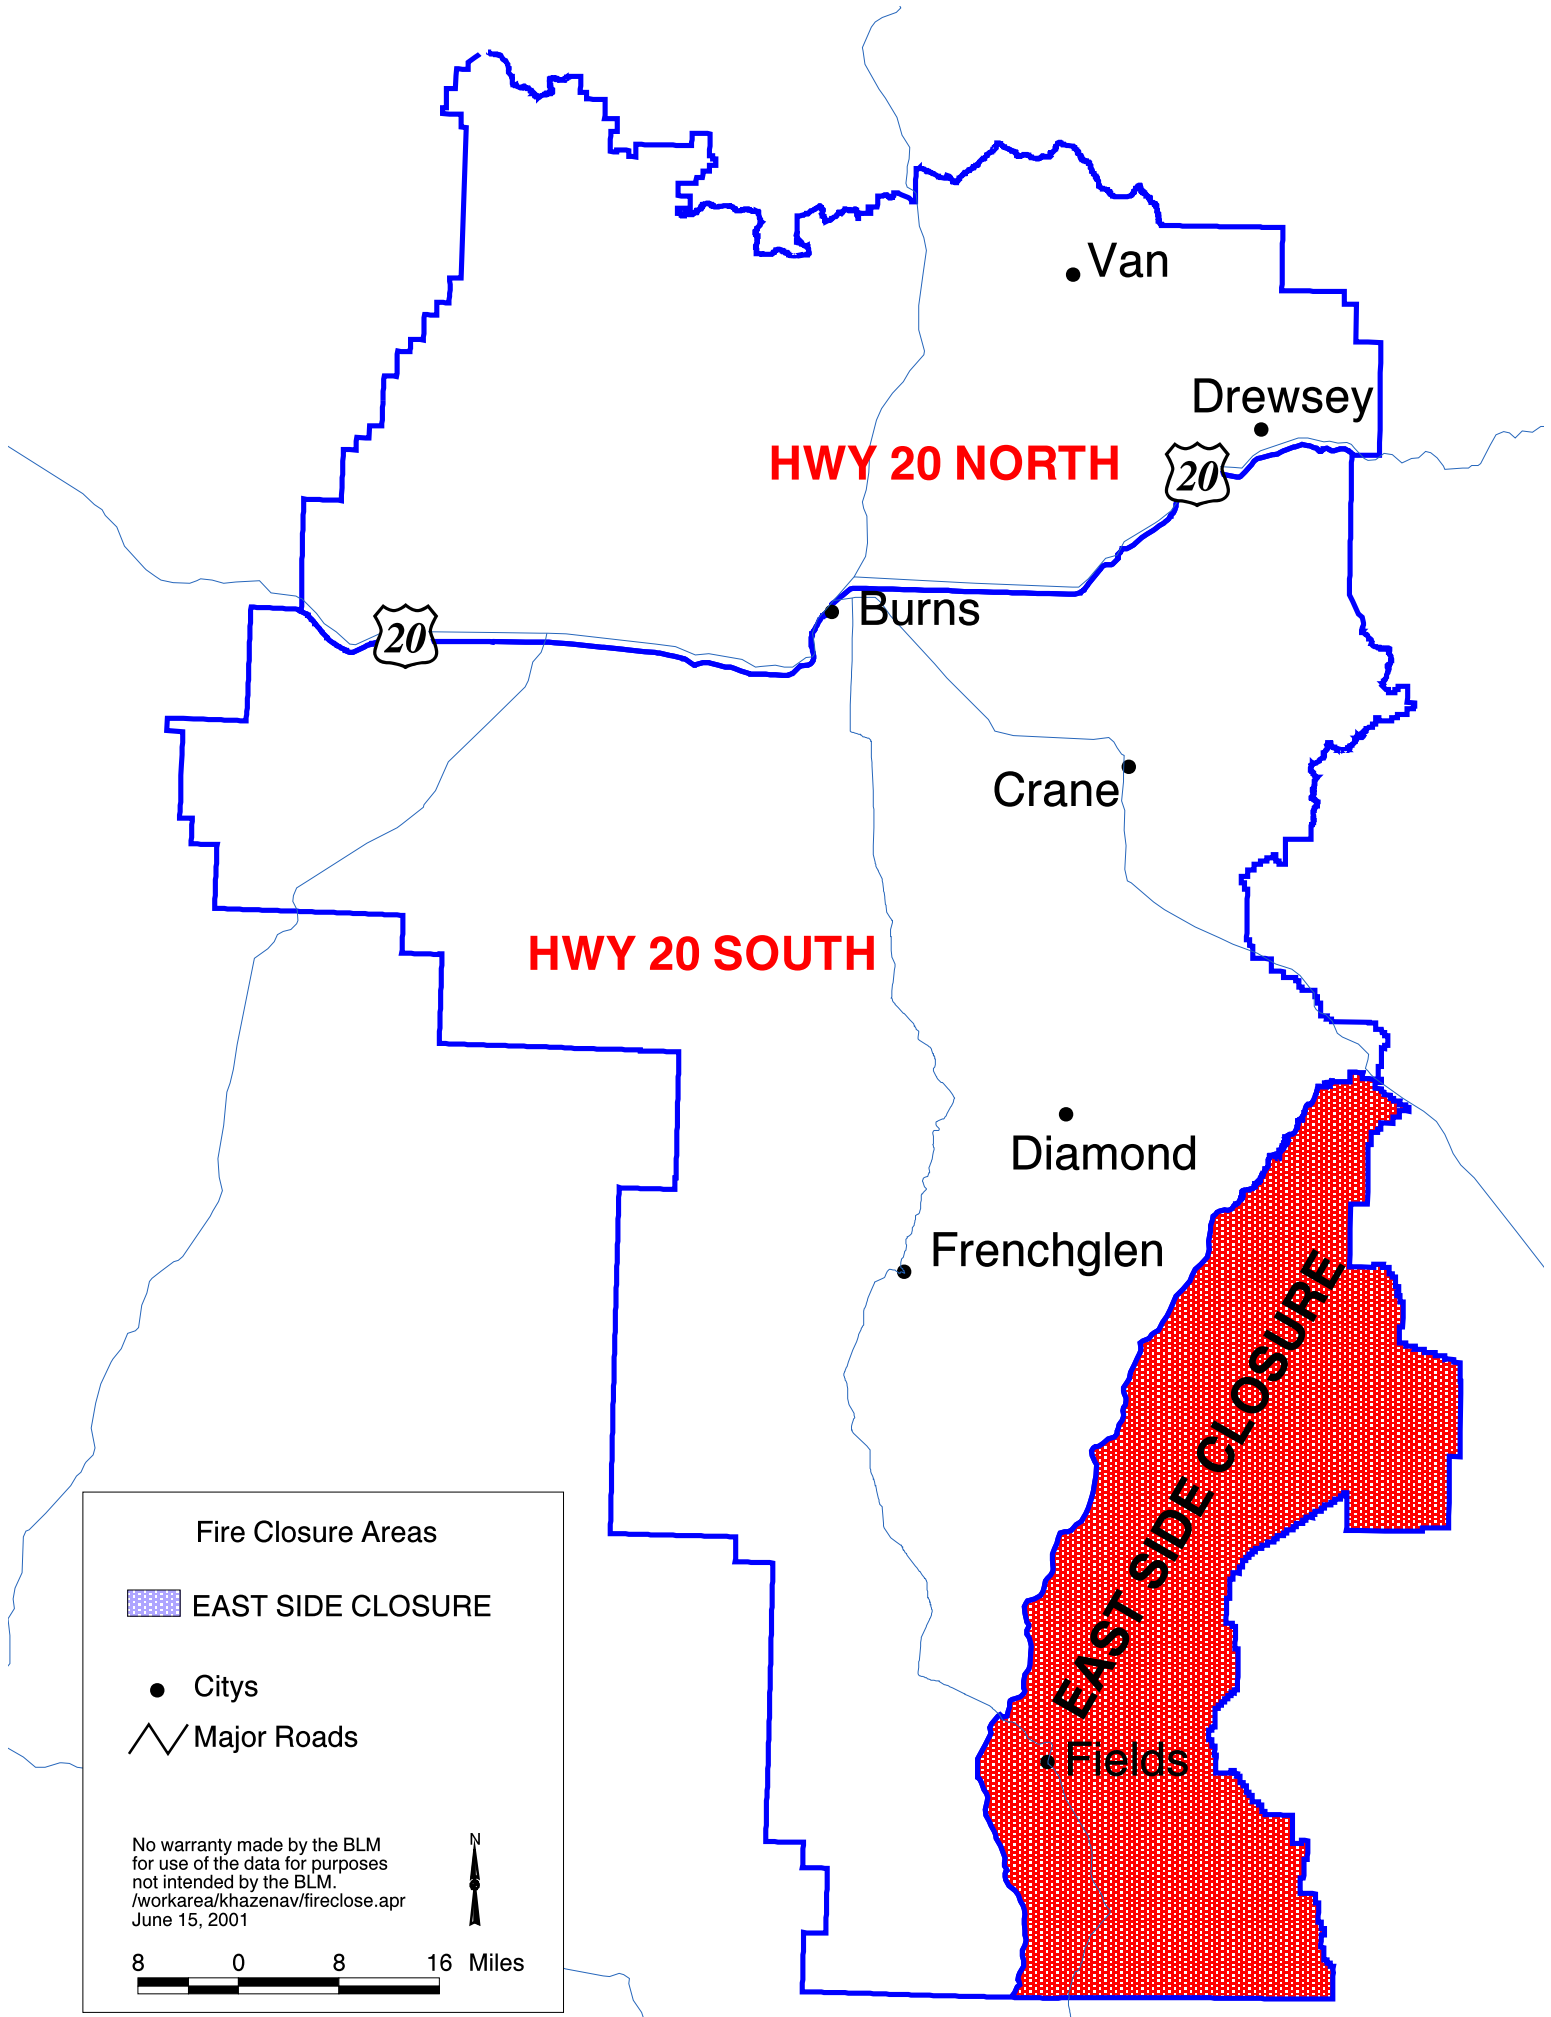 Van
Drewsey
HWY 20 NORTH
20
Burns
20
Crane
HWY 20 SOUTH
Diamond
Frenchglen
EAST SIDE CLOSURE
Fields
Fire Closure Areas
EAST SIDE CLOSURE
Citys
Major Roads
No warranty made by the BLM
for use of the data for purposes
not intended by the BLM.
/workarea/khazenav/fireclose.apr
June 15, 2001
N
8 0 8 16 Miles